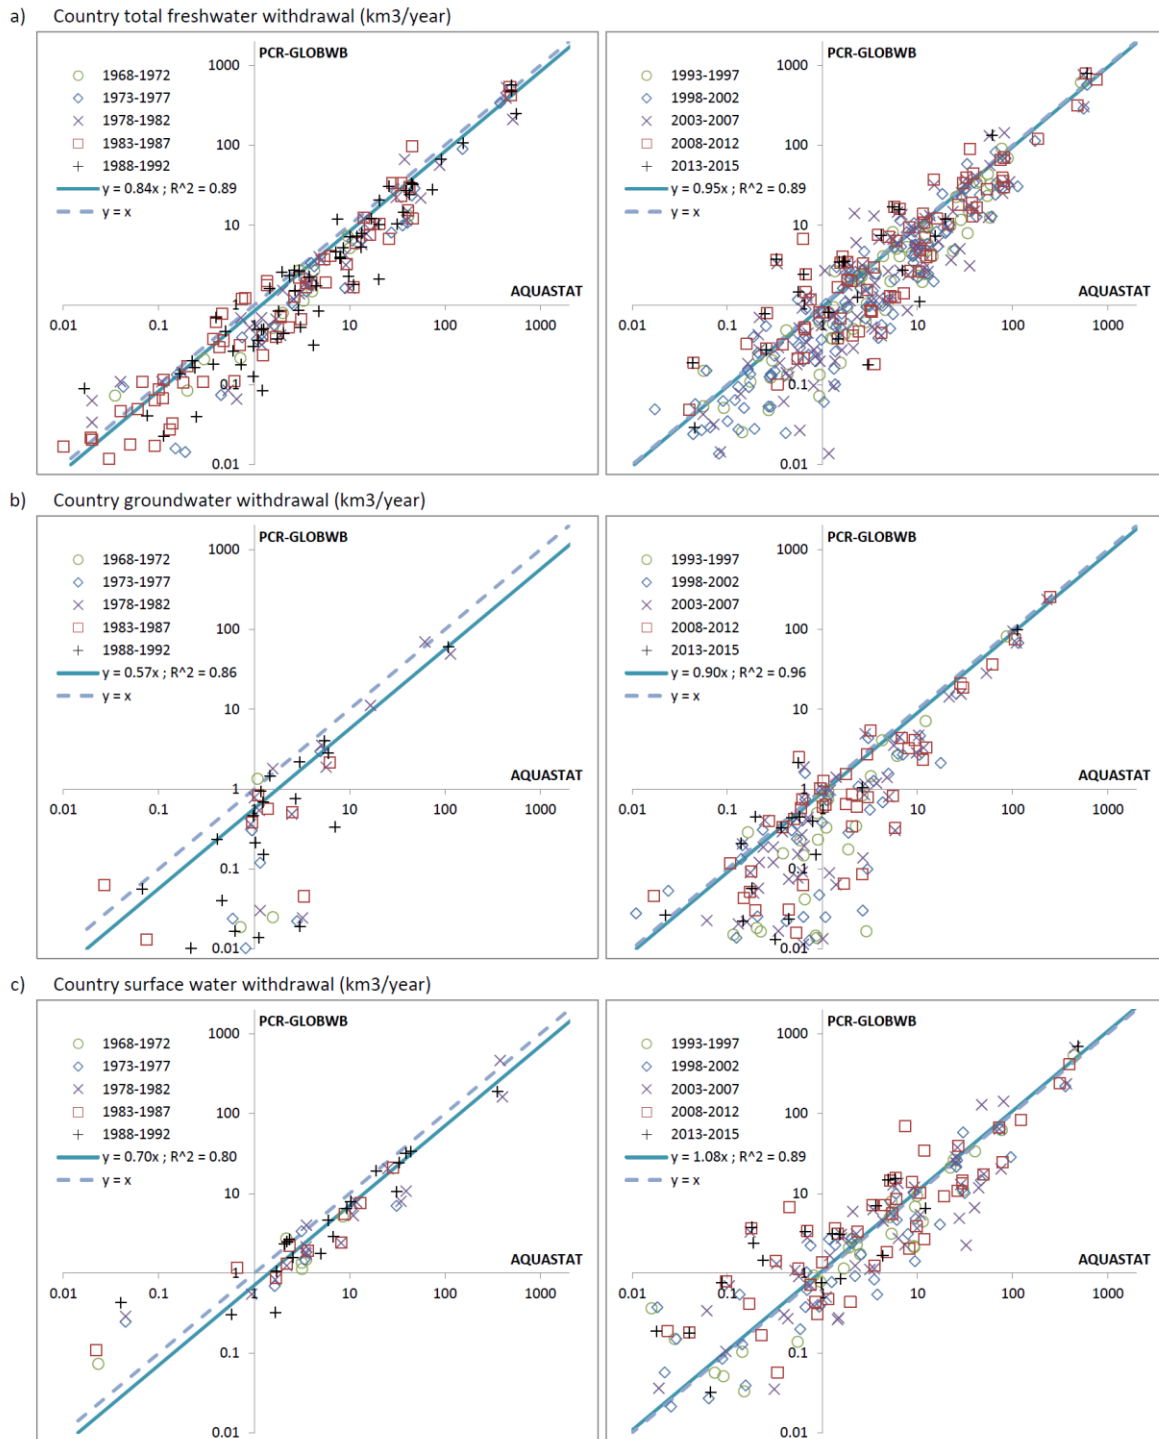 a) Country total freshwater withdrawal (km3/year)
PCR-GLOBWB
1000
1968-1972
1973-1977
100
1978-1982
1983-1987
1988-1992
y = 0.84x ; R^2 = 0.89
10
y = x
AQUASTAT
1
0.01 0.1 1 10 100 1000
0.1
0.01
PCR-GLOBWB
1000
1993-1997
1998-2002
100
2003-2007
2008-2012
2013-2015
y = 0.95x ; R^2 = 0.89
10
y = x
AQUASTAT
1
0.01 0.1 1 10 100 1000
0.1
0.01
b) Country groundwater withdrawal (km3/year)
PCR-GLOBWB
1000
1968-1972
1973-1977
100
1978-1982
1983-1987
1988-1992
y = 0.57x ; R^2 = 0.86
10
y = x
AQUASTAT
1
0.01 0.1 1 10 100 1000
0.1
0.01
PCR-GLOBWB
1000
1993-1997
1998-2002
100
2003-2007
2008-2012
2013-2015
y = 0.90x ; R^2 = 0.96
10
y = x
AQUASTAT
1
0.01 0.1 1 10 100 1000
0.1
0.01
c) Country surface water withdrawal (km3/year)
PCR-GLOBWB
1000
1968-1972
1973-1977
100
1978-1982
1983-1987
1988-1992
y = 0.70x ; R^2 = 0.80
10
y = x
AQUASTAT
1
0.01 0.1 1 10 100 1000
0.1
0.01
PCR-GLOBWB
1000
1993-1997
1998-2002
100
2003-2007
2008-2012
2013-2015
y = 1.08x ; R^2 = 0.89
10
y = x
AQUASTAT
1
0.01 0.1 1 10 100 1000
0.1
0.01